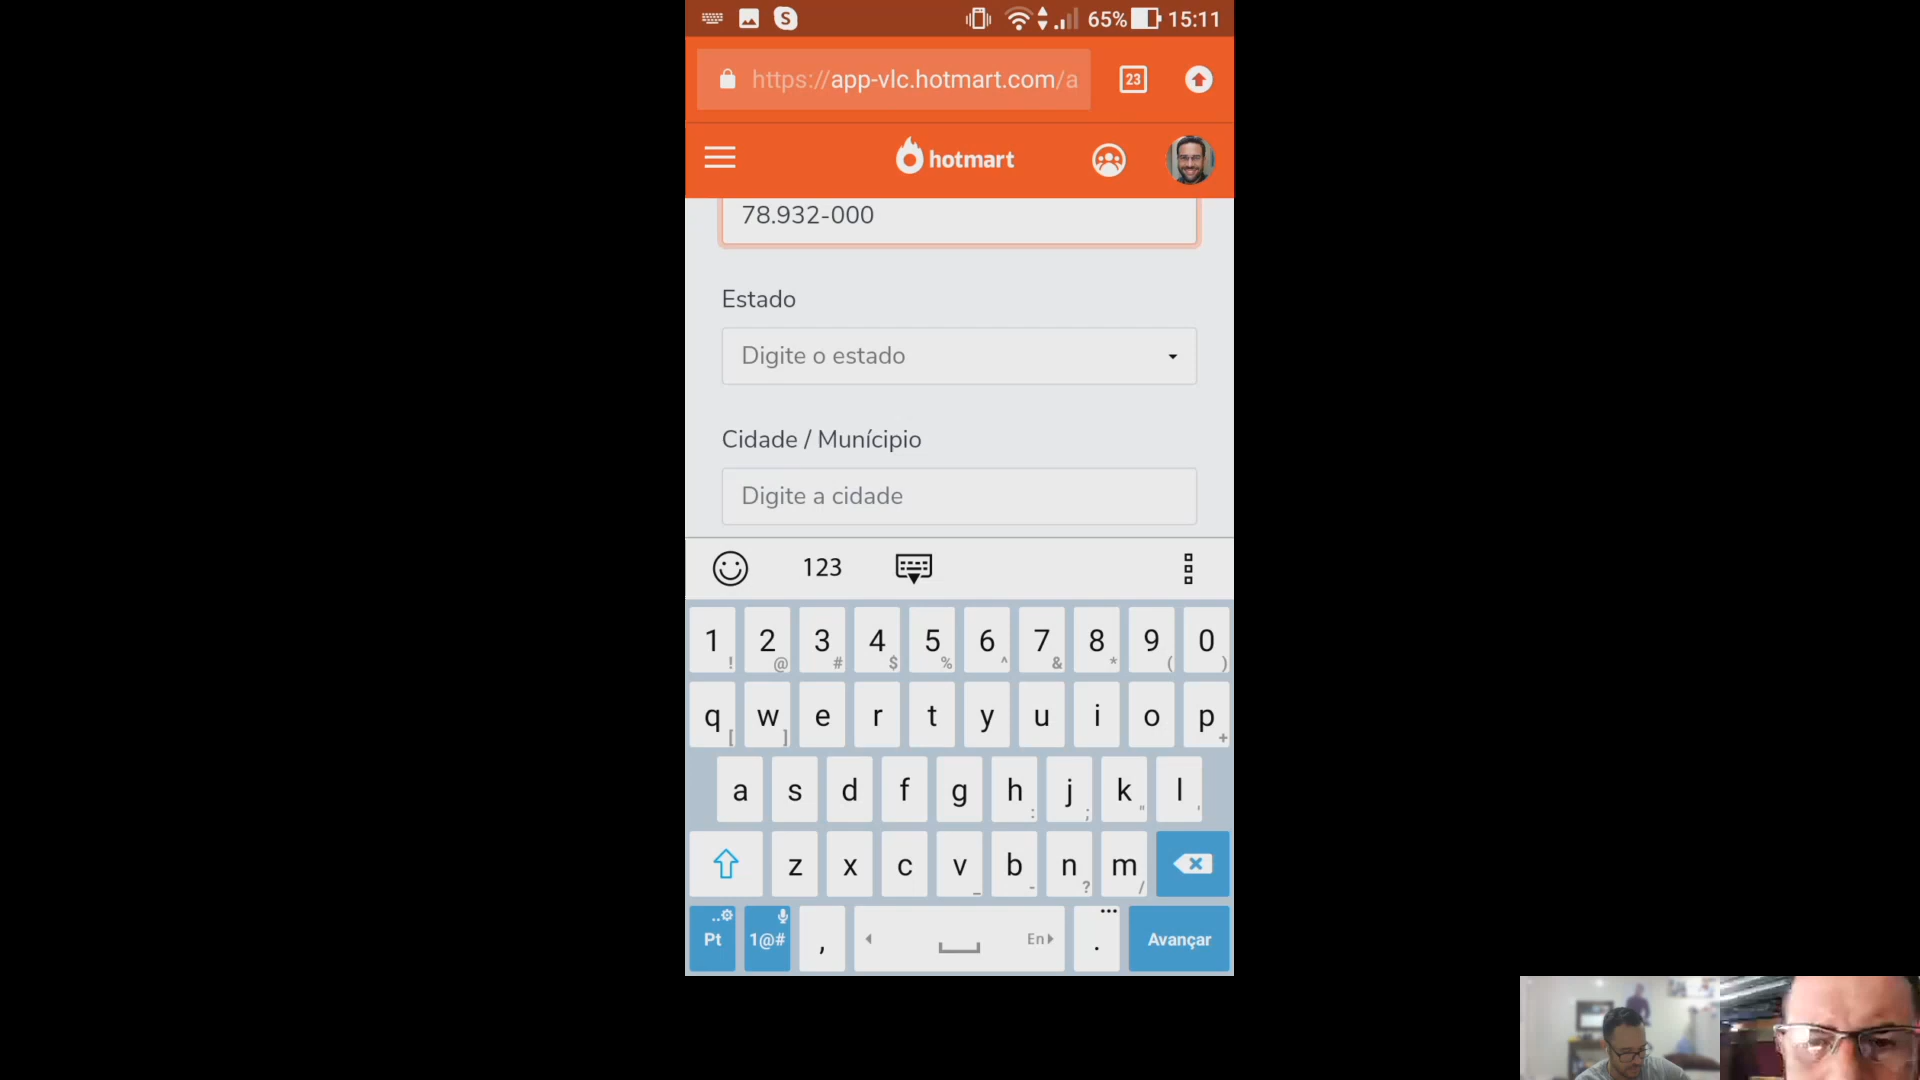 65% 15:11
https://app-vlc.hotmart.com/a 23
hotmart
78.932-000
Estado
Digite o estado
Cidade / Munícipio
Digite a cidade
123
1 2 3 4 5 6 7 8 9 0
! @ # $ % ^ & * ( )
q w e r t y u i o p
[ ] +
a s d f g h j k l
: ; " '
z x c v b n m
_ - ? /
Pt 1@# , En . Avançar